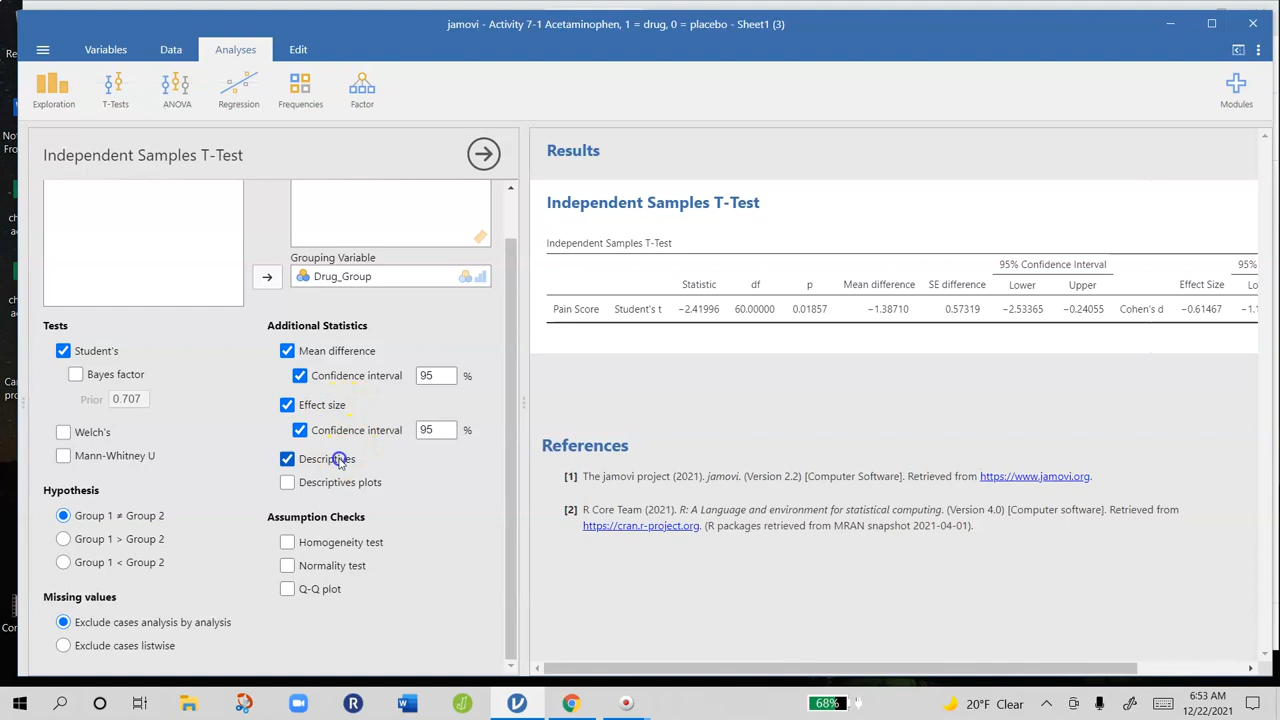 jamovi - Activity 7-1 Acetaminophen, 1 = drug, 0 = placebo - Sheet1 (3)
Variables Data Analyses Edit
Exploration T-Tests ANOVA Regression Frequencies Factor Modules
Independent Samples T-Test
Grouping Variable
Drug_Group
Tests
Student's
Bayes factor
Prior 0.707
Welch's
Mann-Whitney U
Hypothesis
Group 1 ≠ Group 2
Group 1 > Group 2
Group 1 < Group 2
Missing values
Exclude cases analysis by analysis
Exclude cases listwise
Additional Statistics
Mean difference
Confidence interval 95 %
Effect size
Confidence interval 95 %
Descriptives
Descriptives plots
Assumption Checks
Homogeneity test
Normality test
Q-Q plot
Results
Independent Samples T-Test
Independent Samples T-Test
95% Confidence Interval 95%
Statistic df p Mean difference SE difference Lower Upper Effect Size Lo
Pain Score Student's t −2.41996 60.00000 0.01857 −1.38710 0.57319 −2.53365 −0.24055 Cohen's d −0.61467 −1.
References
[1] The jamovi project (2021). jamovi. (Version 2.2) [Computer Software]. Retrieved from https://www.jamovi.org.
[2] R Core Team (2021). R: A Language and environment for statistical computing. (Version 4.0) [Computer software]. Retrieved from
https://cran.r-project.org. (R packages retrieved from MRAN snapshot 2021-04-01).
68% 20°F Clear
6:53 AM
12/22/2021